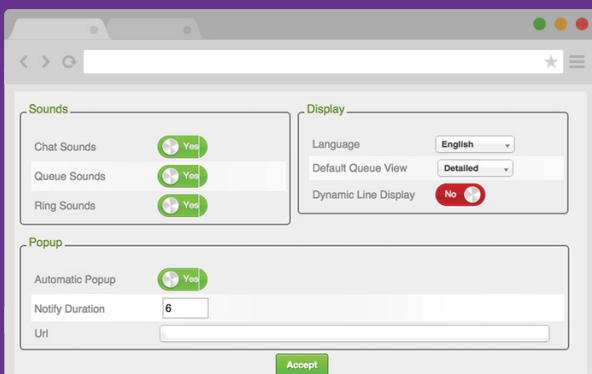 Sounds
Chat Sounds Yes
Queue Sounds Yes
Ring Sounds Yes
Display
Language English
Default Queue View Detailed
Dynamic Line Display No
Popup
Automatic Popup Yes
Notify Duration 6
Url
Accept